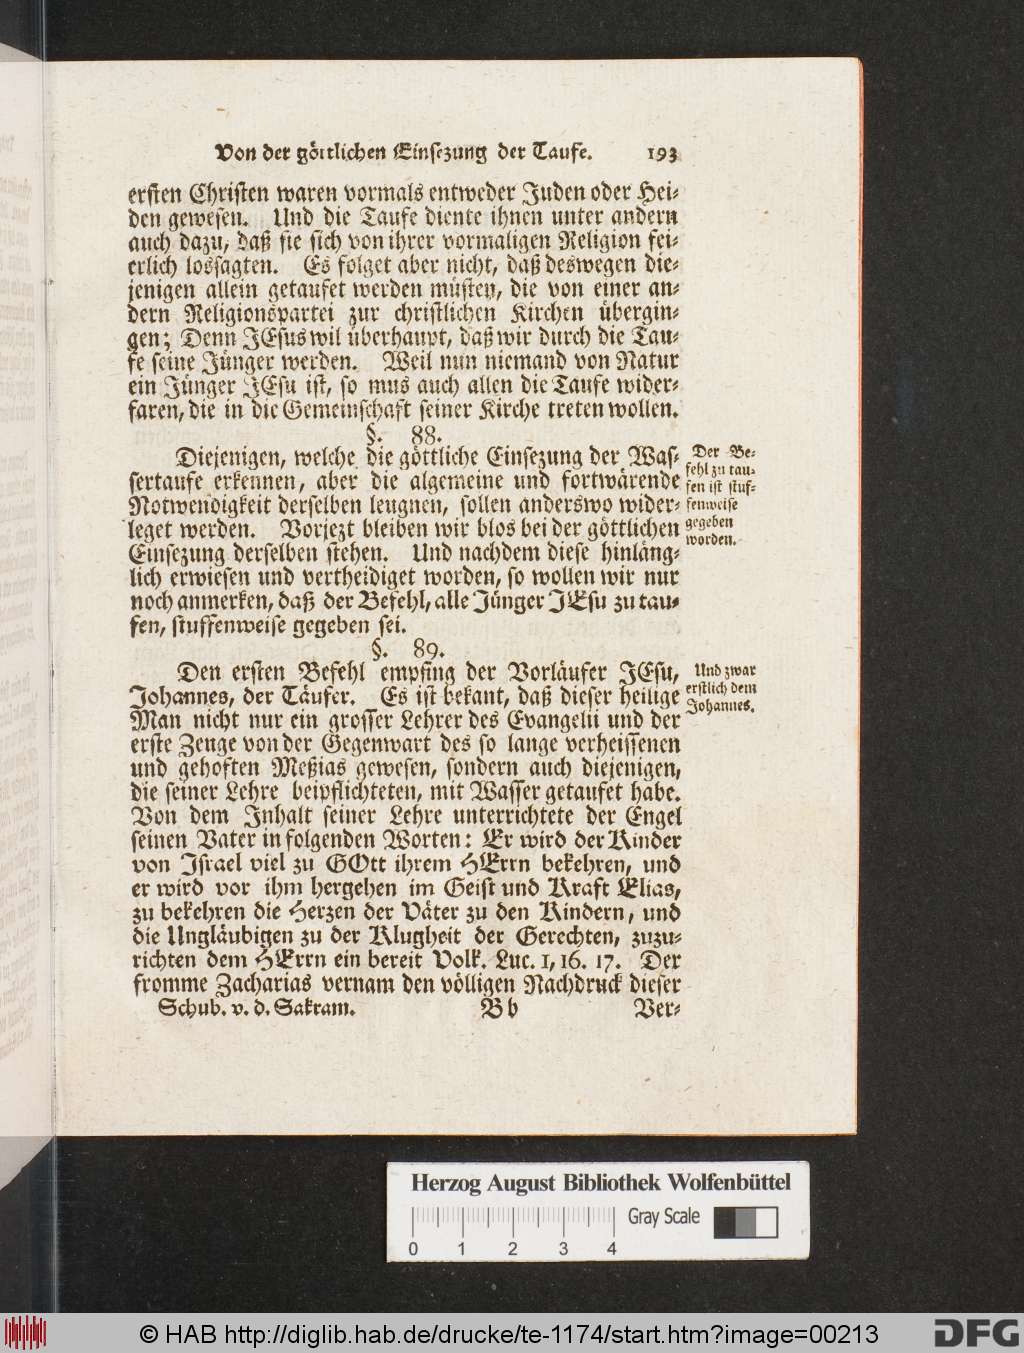 Von der göttlichen Einsezung der Taufe. 193
ersten Christen waren vormals entweder Juden oder Hei-
den gewesen. Und die Taufe diente ihnen unter andern
auch dazu, daß sie sich von ihrer vormaligen Religion fei-
erlich lossagten. Es folget aber nicht, daß deswegen die-
jenigen allein getaufet werden müsten, die von einer an-
dern Religionspartei zur christlichen Kirchen übergin-
gen; Denn JEsus wil überhaupt, daß wir durch die Tau-
fe seine Jünger werden. Weil nun niemand von Natur
ein Jünger JEsu ist, so mus auch allen die Taufe wider-
faren, die in die Gemeinschaft seiner Kirche treten wollen.
§. 88.
Diejenigen, welche die göttliche Einsezung der Was-
sertaufe erkennen, aber die algemeine und fortwärende
Notwendigkeit derselben leugnen, sollen anderswo wider-
leget werden. Vorjezt bleiben wir blos bei der göttlichen
Einsezung derselben stehen. Und nachdem diese hinläng-
lich erwiesen und vertheidiget worden, so wollen wir nur
noch anmerken, daß der Befehl, alle Jünger JEsu zu tau-
fen, stuffenweise gegeben sei.
Der Be-
fehl zu tau-
fen ist stuf-
fenweise
gegeben
worden.
§. 89.
Den ersten Befehl empfing der Vorläufer JEsu,
Johannes, der Täufer. Es ist bekant, daß dieser heilige
Man nicht nur ein grosser Lehrer des Evangelii und der
erste Zeuge von der Gegenwart des so lange verheissenen
und gehoften Meßias gewesen, sondern auch diejenigen,
die seiner Lehre beipflichteten, mit Wasser getaufet habe.
Von dem Inhalt seiner Lehre unterrichtete der Engel
seinen Vater in folgenden Worten: Er wird der Kinder
von Israel viel zu GOtt ihrem HErrn bekehren, und
er wird vor ihm hergehen im Geist und Kraft Elias,
zu bekehren die Herzen der Väter zu den Kindern, und
die Ungläubigen zu der Klugheit der Gerechten, zuzu-
richten dem HErrn ein bereit Volk. Luc. 1, 16. 17. Der
fromme Zacharias vernam den völligen Nachdruck dieser
Und zwar
erstlich dem
Johannes.
Schub. v. d. Sakram. Bb Ver-
Herzog August Bibliothek Wolfenbüttel
Gray Scale
0 1 2 3 4
© HAB http://diglib.hab.de/drucke/te-1174/start.htm?image=00213
DFG